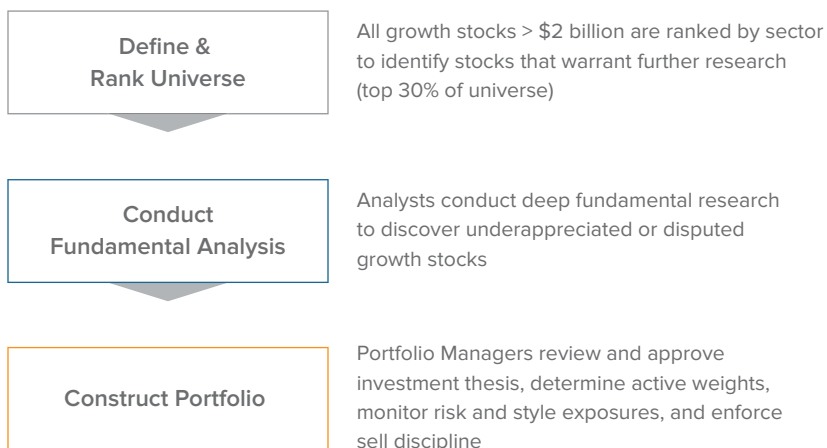 Define &
Rank Universe
All growth stocks > $2 billion are ranked by sector
to identify stocks that warrant further research
(top 30% of universe)
Conduct
Fundamental Analysis
Analysts conduct deep fundamental research
to discover underappreciated or disputed
growth stocks
Construct Portfolio
Portfolio Managers review and approve
investment thesis, determine active weights,
monitor risk and style exposures, and enforce
sell discipline